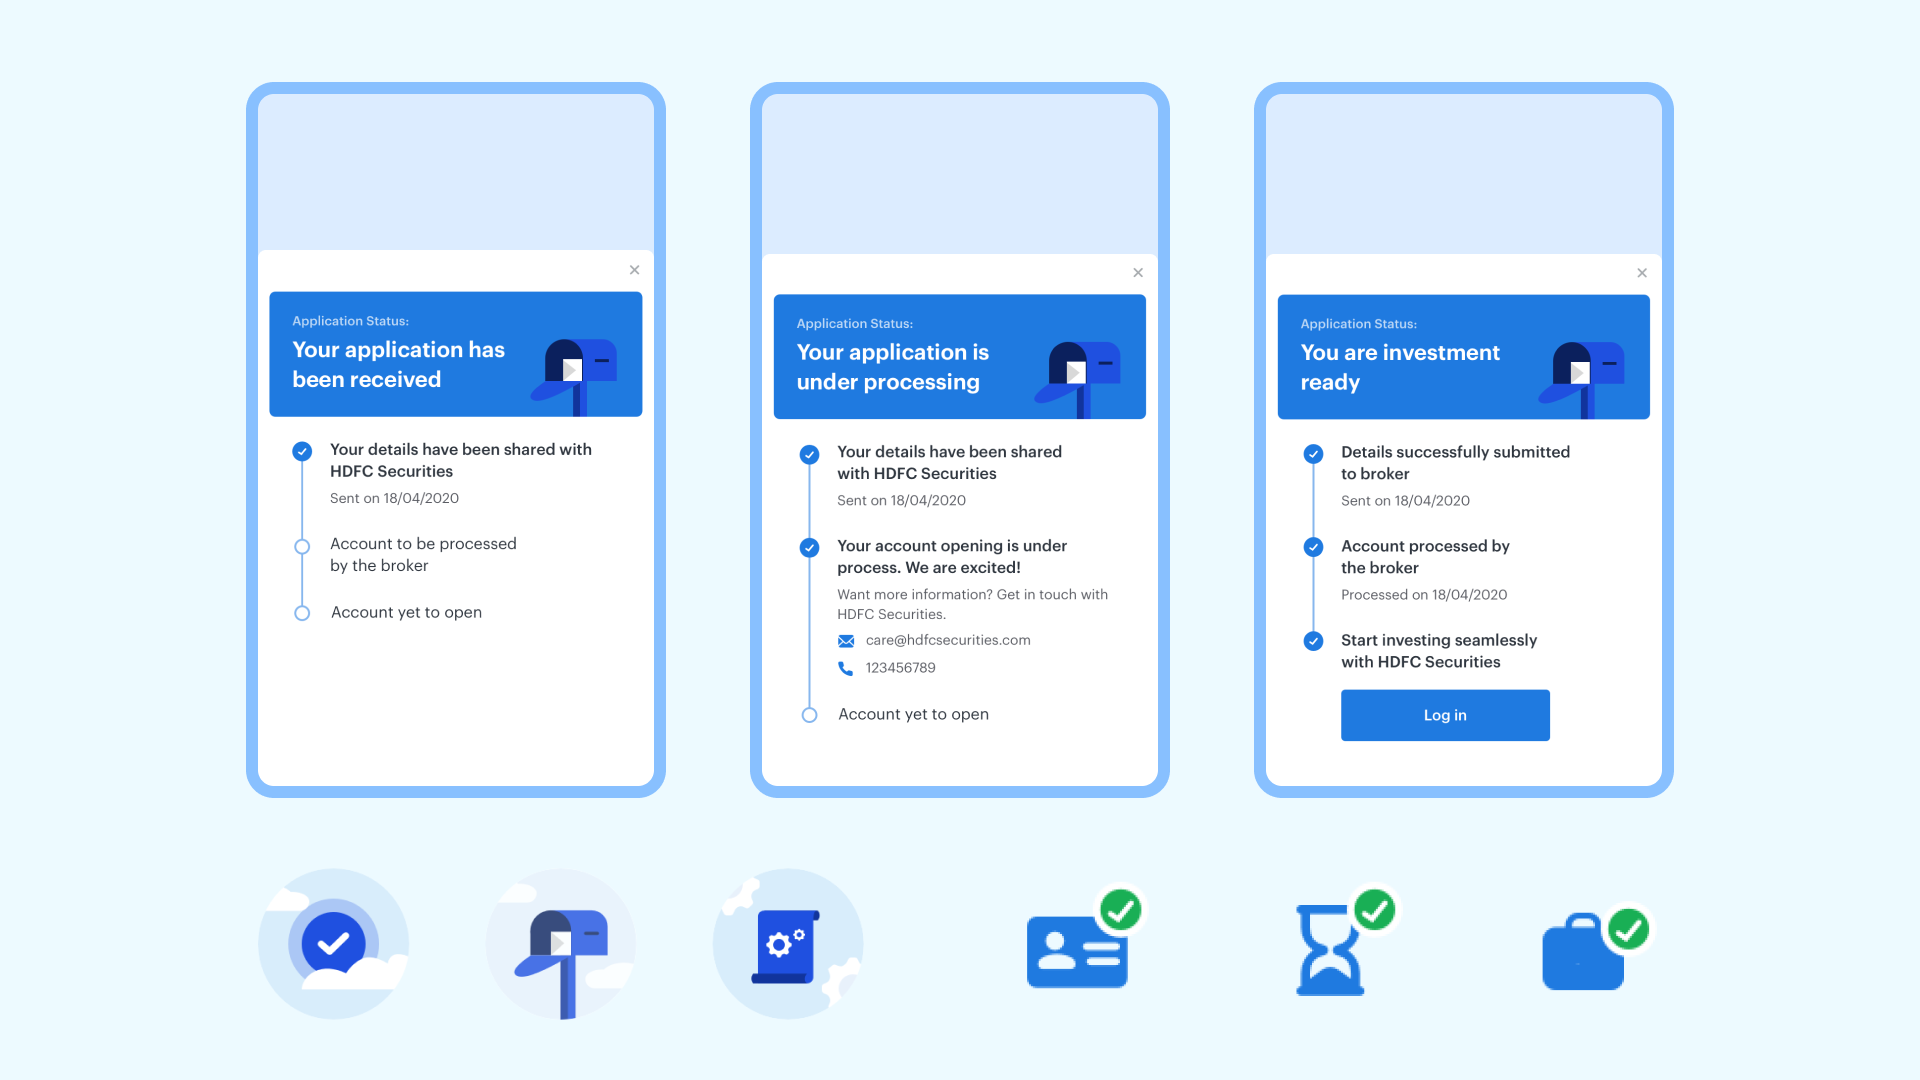 Application Status:
Your application has
been received
Your details have been shared with
HDFC Securities
Sent on 18/04/2020
Account to be processed
by the broker
Account yet to open
Application Status:
Your application is
under processing
Your details have been shared
with HDFC Securities
Sent on 18/04/2020
Your account opening is under
process. We are excited!
Want more information? Get in touch with
HDFC Securities.
care@hdfcsecurities.com
123456789
Account yet to open
Application Status:
You are investment
ready
Details successfully submitted
to broker
Sent on 18/04/2020
Account processed by
the broker
Processed on 18/04/2020
Start investing seamlessly
with HDFC Securities
Log in